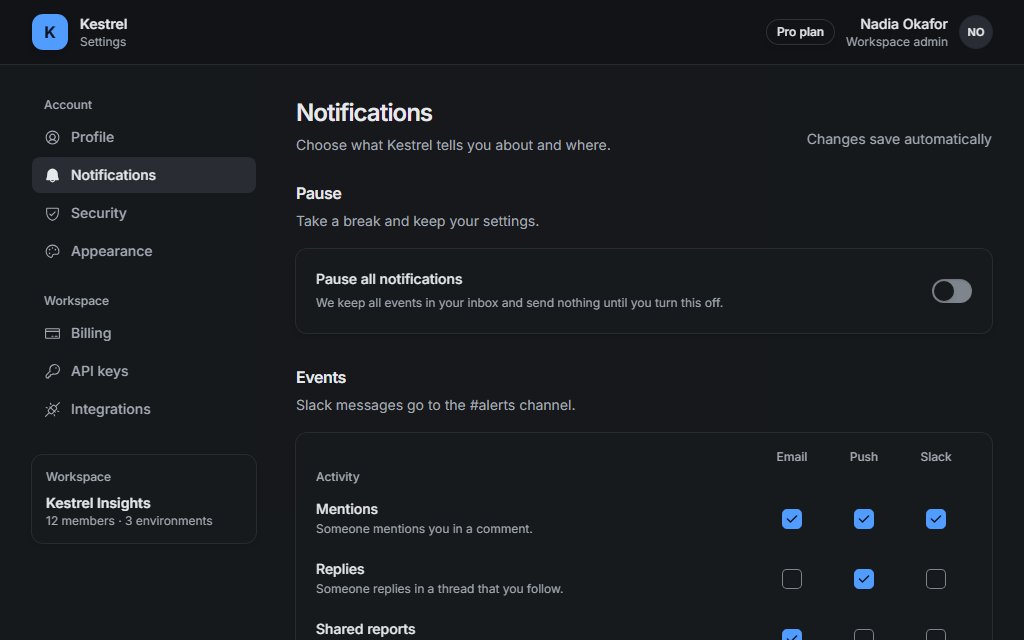 K
Kestrel
Settings
Pro plan
Nadia Okafor
Workspace admin
NO
Account
Profile
Notifications
Security
Appearance
Workspace
Billing
API keys
Integrations
Workspace
Kestrel Insights
12 members · 3 environments
Notifications
Choose what Kestrel tells you about and where.
Changes save automatically
Pause
Take a break and keep your settings.
Pause all notifications
We keep all events in your inbox and send nothing until you turn this off.
Events
Slack messages go to the #alerts channel.
Email Push Slack
Activity
Mentions
Someone mentions you in a comment.
Replies
Someone replies in a thread that you follow.
Shared reports